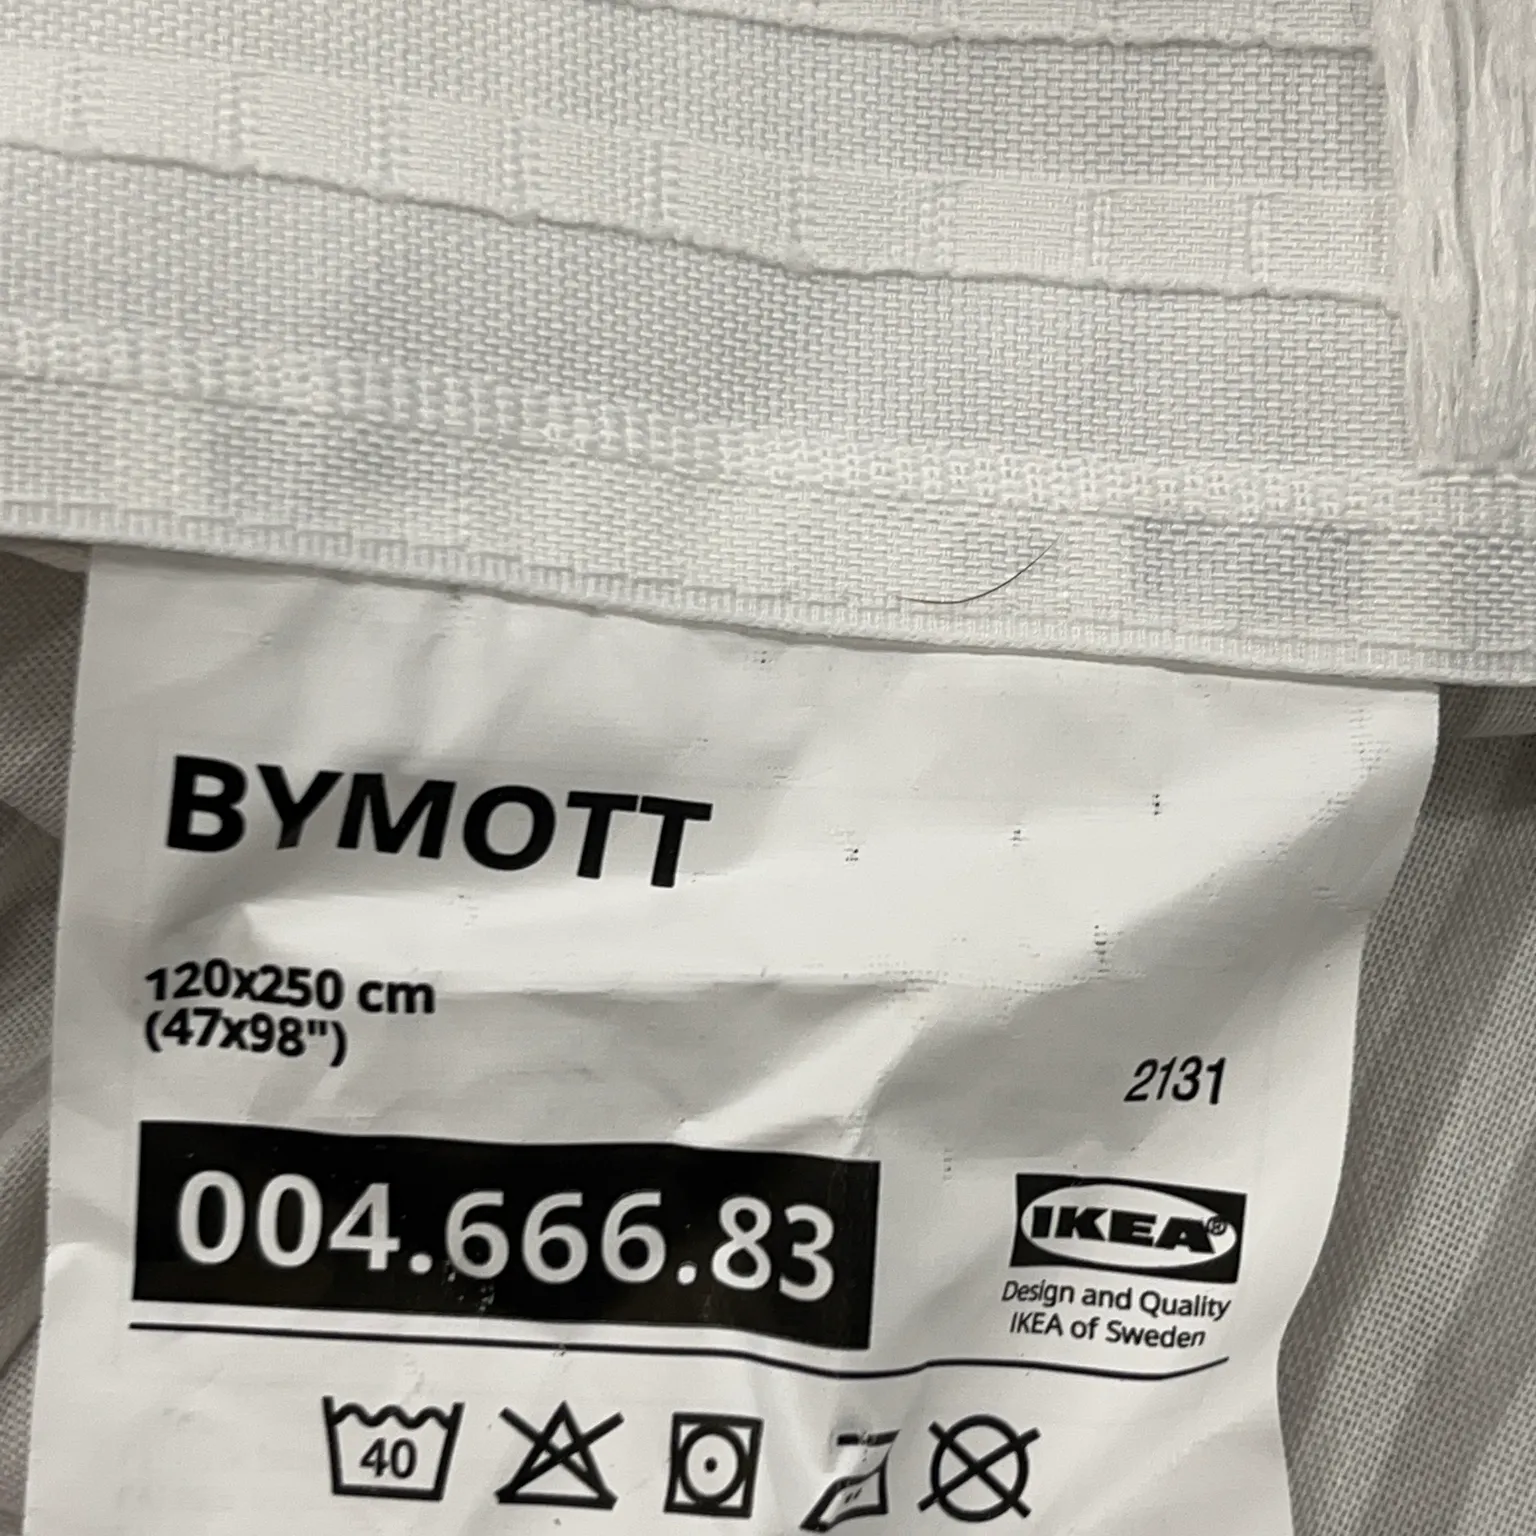 BYMOTT
120x250 cm
(47x98")
2131
004.666.83
IKEA®
Design and Quality
IKEA of Sweden
40